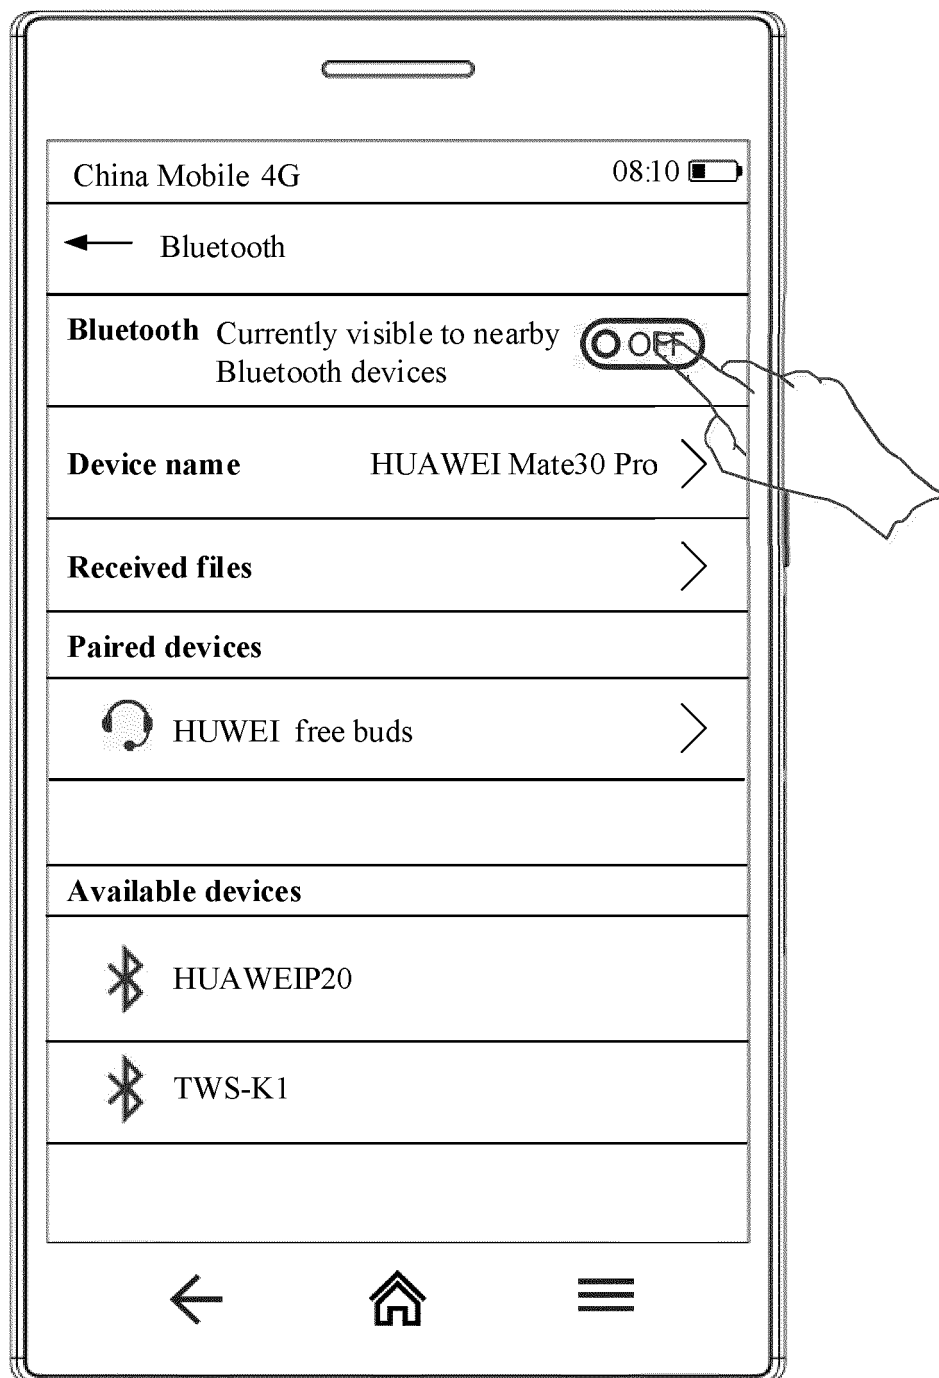 China Mobile 4G 08:10
Bluetooth
Bluetooth Currently visible to nearby OFF
Bluetooth devices
Device name HUAWEI Mate30 Pro
Received files
Paired devices
HUWEI free buds
Available devices
HUAWEIP20
TWS-K1